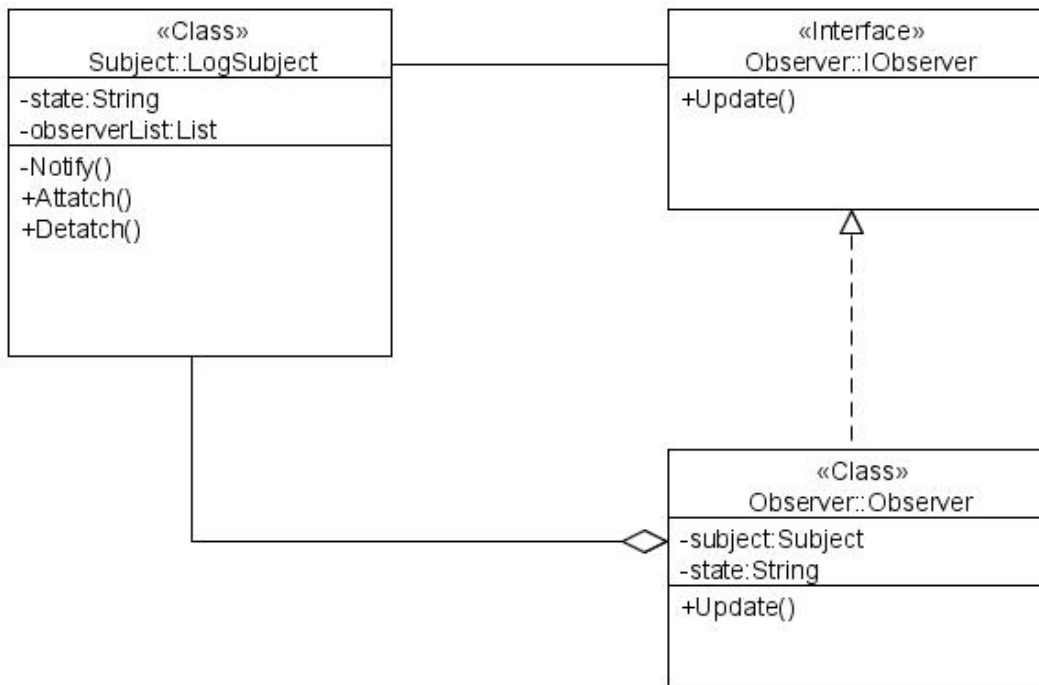 «Class»
Subject::LogSubject
-state:String
-observerList:List
-Notify()
+Attatch()
+Detatch()
«Interface»
Observer::IObserver
+Update()
«Class»
Observer::Observer
-subject:Subject
-state:String
+Update()